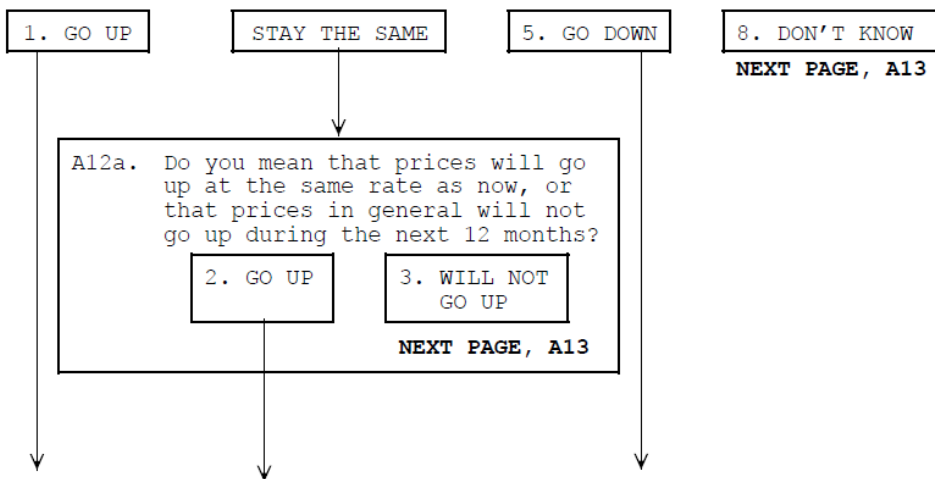 1. GO UP
STAY THE SAME
5. GO DOWN
8. DON'T KNOW
NEXT PAGE, A13
A12a. Do you mean that prices will go
up at the same rate as now, or
that prices in general will not
go up during the next 12 months?
2. GO UP
3. WILL NOT
GO UP
NEXT PAGE, A13